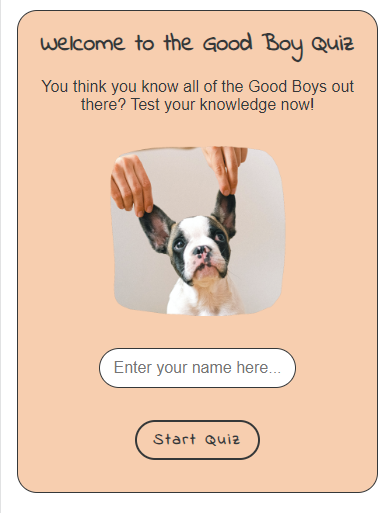 Welcome to the Good Boy Quiz
You think you know all of the Good Boys out
there? Test your knowledge now!
Enter your name here...
Start Quiz